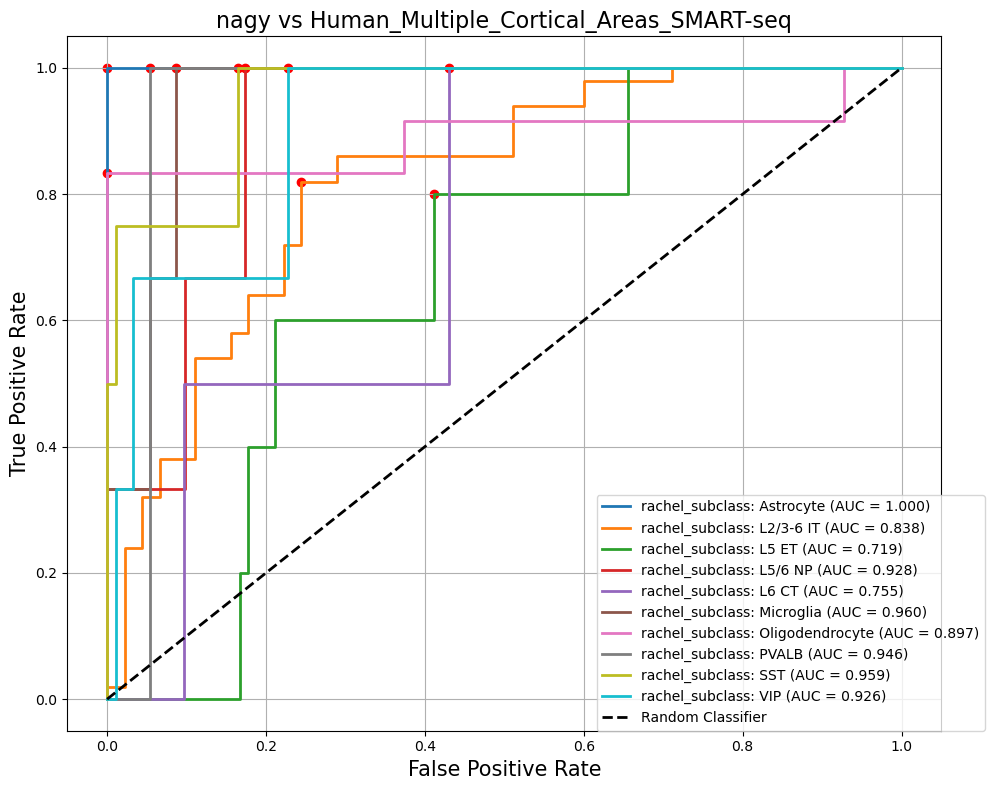 nagy vs Human_Multiple_Cortical_Areas_SMART-seq
True Positive Rate
1.0
0.8
0.6
0.4
0.2
0.0
rachel_subclass: Astrocyte (AUC = 1.000)
rachel_subclass: L2/3-6 IT (AUC = 0.838)
rachel_subclass: L5 ET (AUC = 0.719)
rachel_subclass: L5/6 NP (AUC = 0.928)
rachel_subclass: L6 CT (AUC = 0.755)
rachel_subclass: Microglia (AUC = 0.960)
rachel_subclass: Oligodendrocyte (AUC = 0.897)
rachel_subclass: PVALB (AUC = 0.946)
rachel_subclass: SST (AUC = 0.959)
rachel_subclass: VIP (AUC = 0.926)
Random Classifier
0.0 0.2 0.4 0.6 0.8 1.0
False Positive Rate